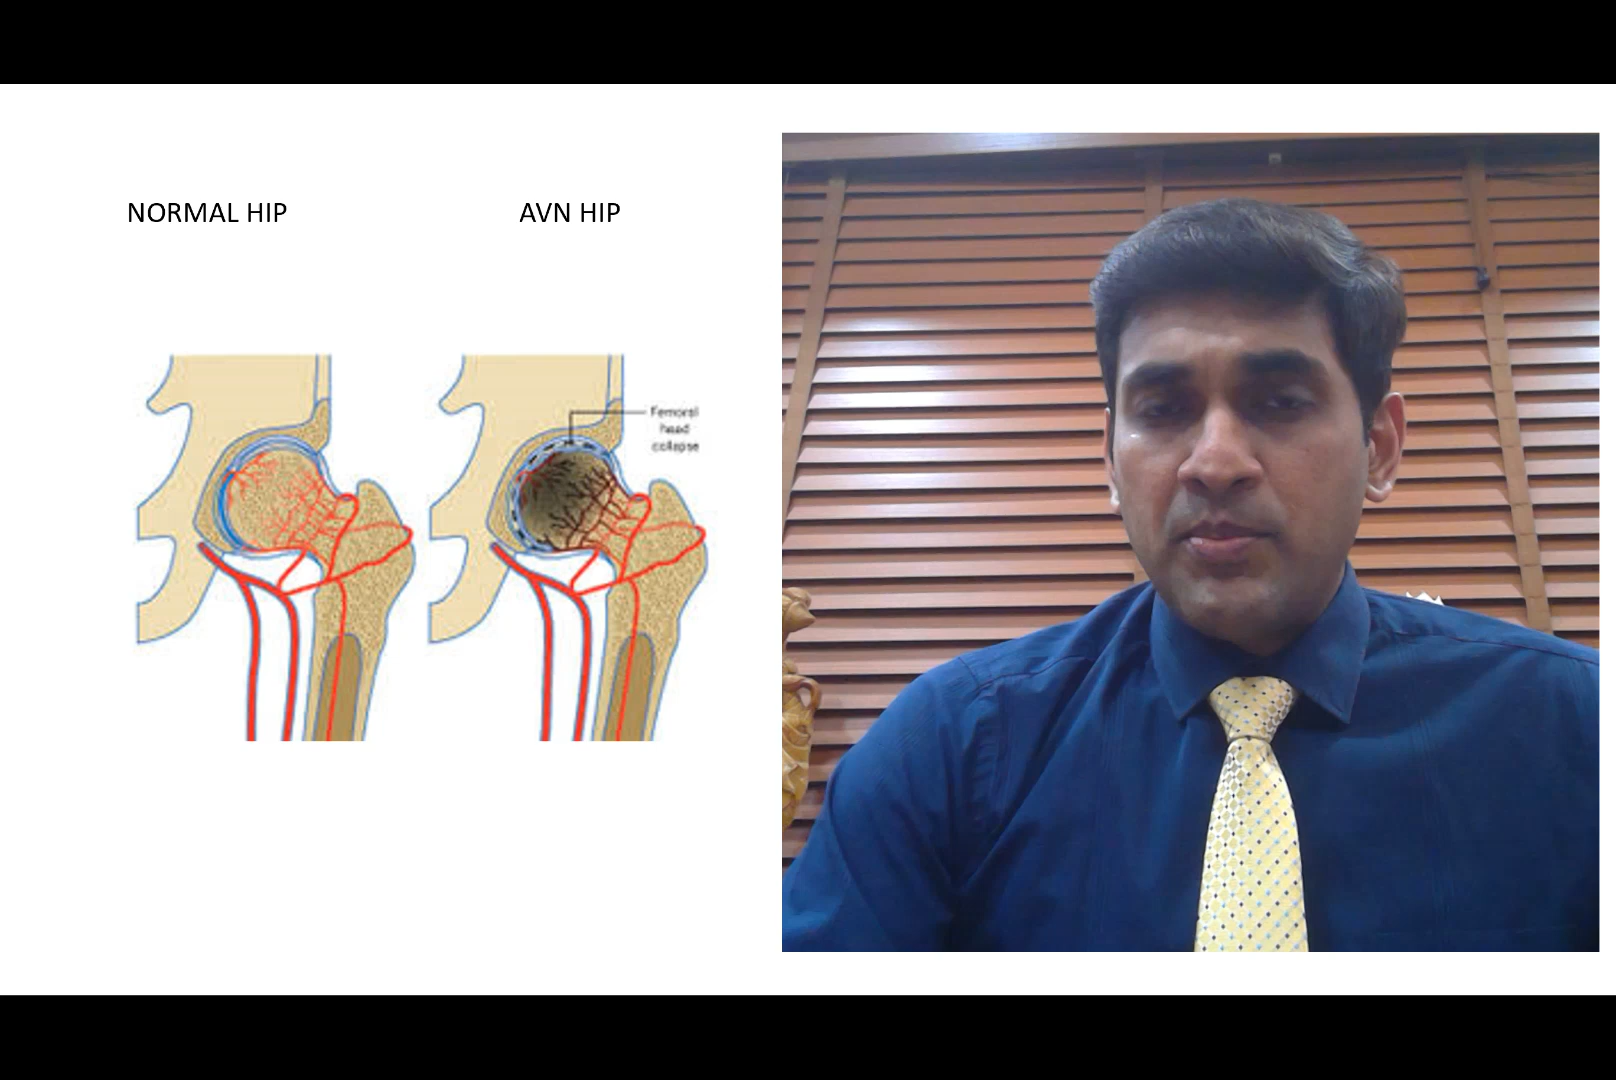 NORMAL HIP
AVN HIP
Femoral
head
collapse